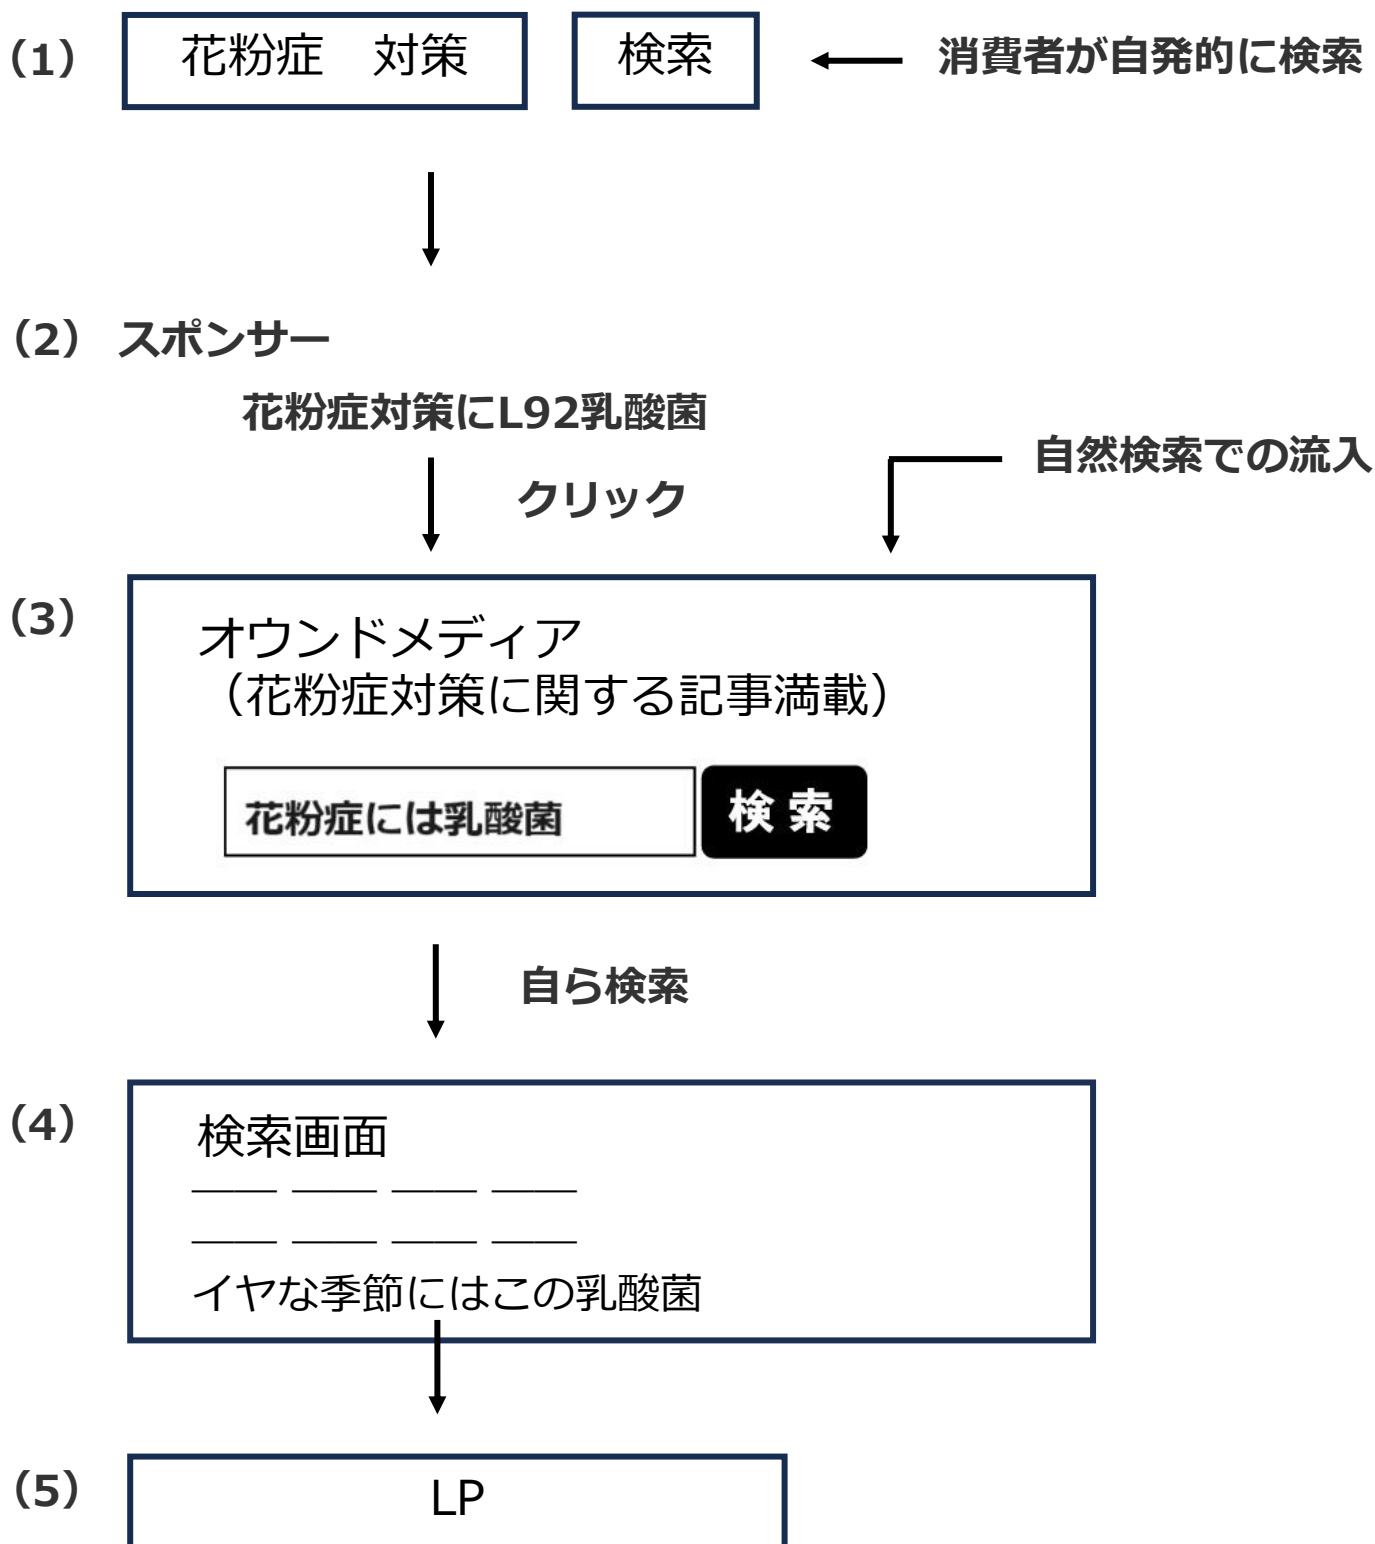 （1） 花粉症　対策 検索 消費者が自発的に検索
（2） スポンサー
花粉症対策にL92乳酸菌
自然検索での流入
クリック
（3） オウンドメディア
（花粉症対策に関する記事満載）
花粉症には乳酸菌 検索
自ら検索
（4） 検索画面
イヤな季節にはこの乳酸菌
（5） LP